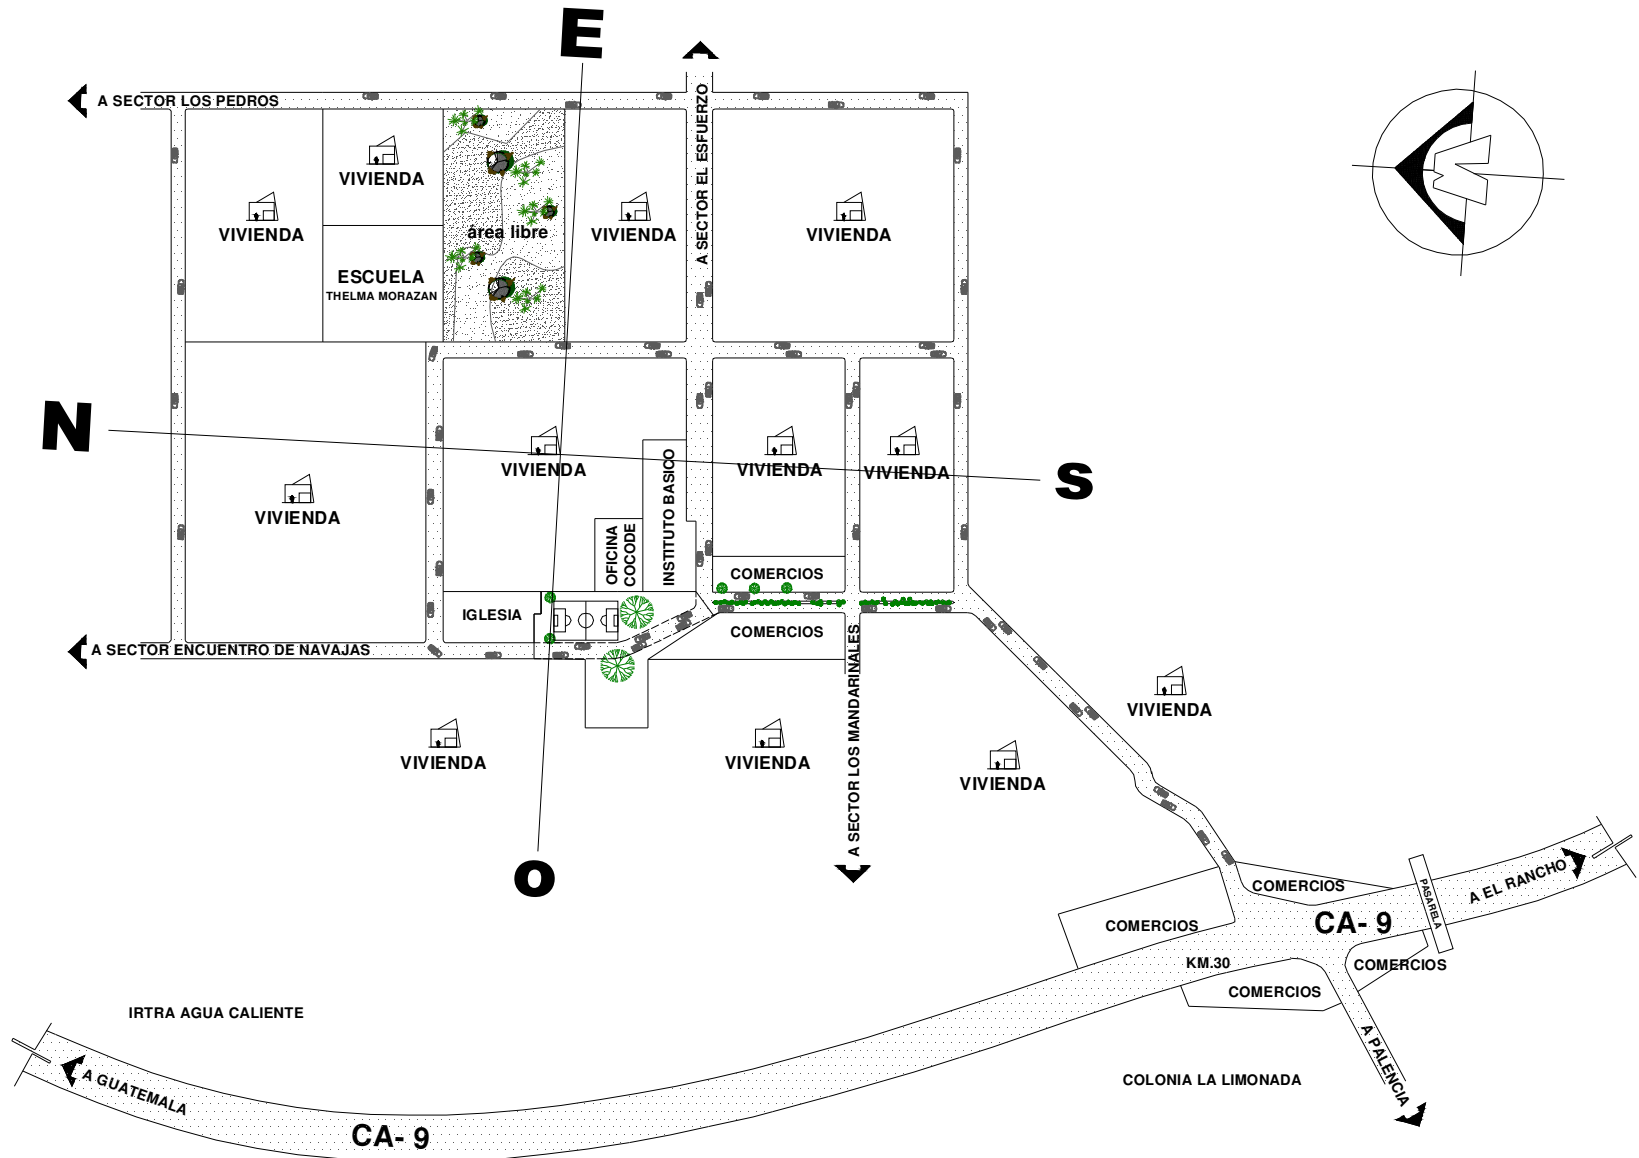 E
A SECTOR LOS PEDROS
A SECTOR EL ESFUERZO
VIVIENDA
VIVIENDA
ESCUELA
THELMA MORAZAN
área libre
VIVIENDA
VIVIENDA
N
S
N
VIVIENDA
VIVIENDA
VIVIENDA
VIVIENDA
INSTITUTO BASICO
OFICINA
COCODE
COMERCIOS
IGLESIA
COMERCIOS
A SECTOR ENCUENTRO DE NAVAJAS
A SECTOR LOS MANDARINALES
VIVIENDA
VIVIENDA
VIVIENDA
VIVIENDA
O
COMERCIOS
COMERCIOS
CA- 9
PASARELA
A EL RANCHO
KM.30
COMERCIOS
COMERCIOS
A PALENCIA
IRTRA AGUA CALIENTE
COLONIA LA LIMONADA
A GUATEMALA
CA- 9